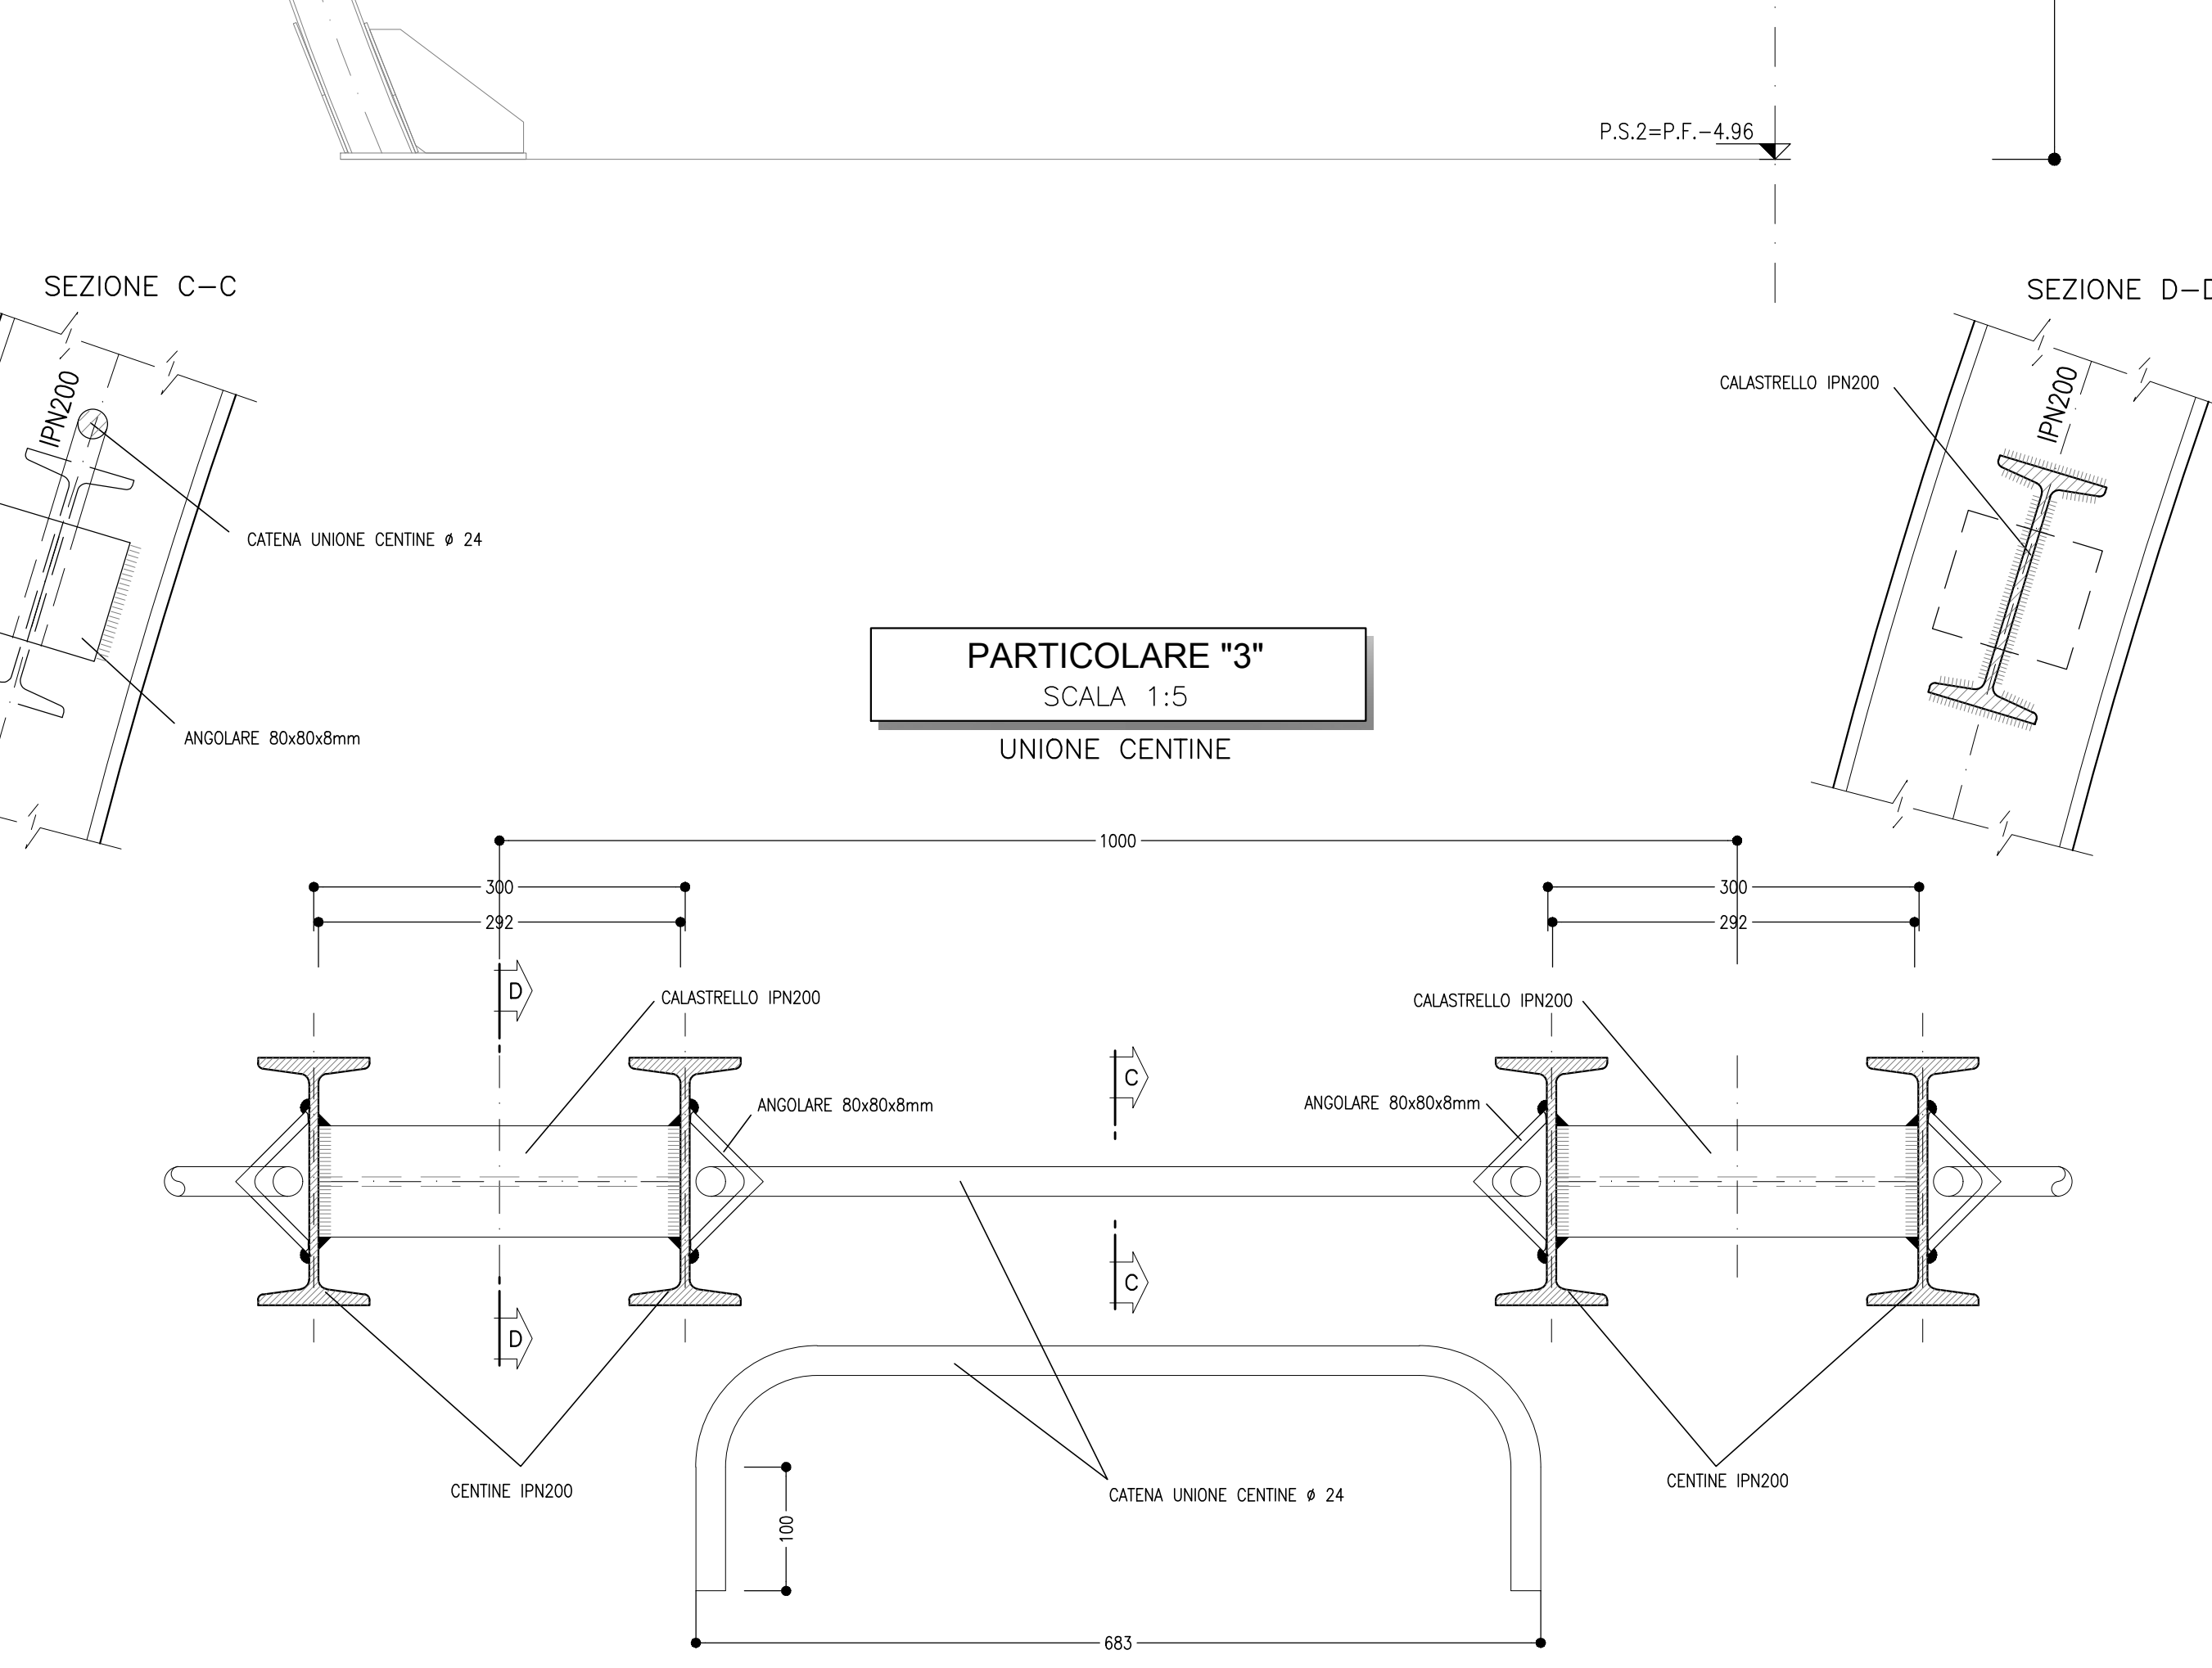 P.S.2=P.F.-4.96
SEZIONE C-C
SEZIONE D-D
IPN200
IPN200
CALASTRELLO IPN200
CATENA UNIONE CENTINE ø 24
PARTICOLARE "3"
SCALA 1:5
ANGOLARE 80x80x8mm
UNIONE CENTINE
1000
300
300
292
292
D
CALASTRELLO IPN200
CALASTRELLO IPN200
C
ANGOLARE 80x80x8mm
ANGOLARE 80x80x8mm
C
D
CENTINE IPN200
CATENA UNIONE CENTINE ø 24
CENTINE IPN200
100
683